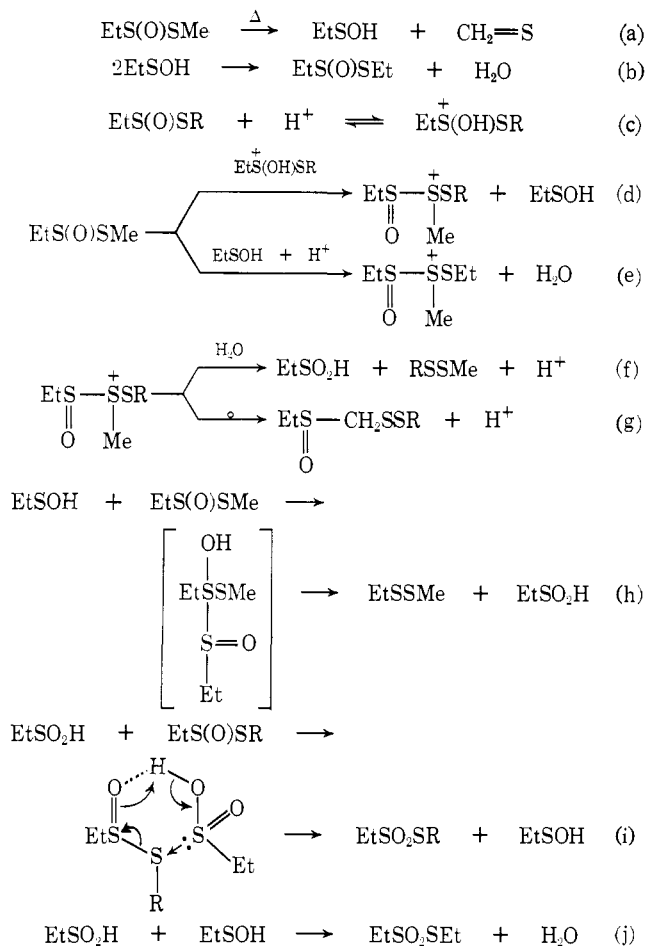 EtS(O)SMe Δ→ EtSOH + CH₂=S (a)
2EtSOH → EtS(O)SEt + H₂O (b)
EtS(O)SR + H⁺ ⇌ EtS⁺(OH)SR (c)
EtS⁺(OH)SR
EtS–S⁺SR + EtSOH (d)
O Me
EtS(O)SMe
EtSOH + H⁺
EtS–S⁺SEt + H₂O (e)
O Me
H₂O
EtSO₂H + RSSMe + H⁺ (f)
EtS–S⁺SR
O Me
EtS–CH₂SSR + H⁺ (g)
O
EtSOH + EtS(O)SMe →
OH
EtSSMe → EtSSMe + EtSO₂H (h)
S=O
Et
EtSO₂H + EtS(O)SR →
O H O
O
EtS S S → EtSO₂SR + EtSOH (i)
Et
R
EtSO₂H + EtSOH → EtSO₂SEt + H₂O (j)